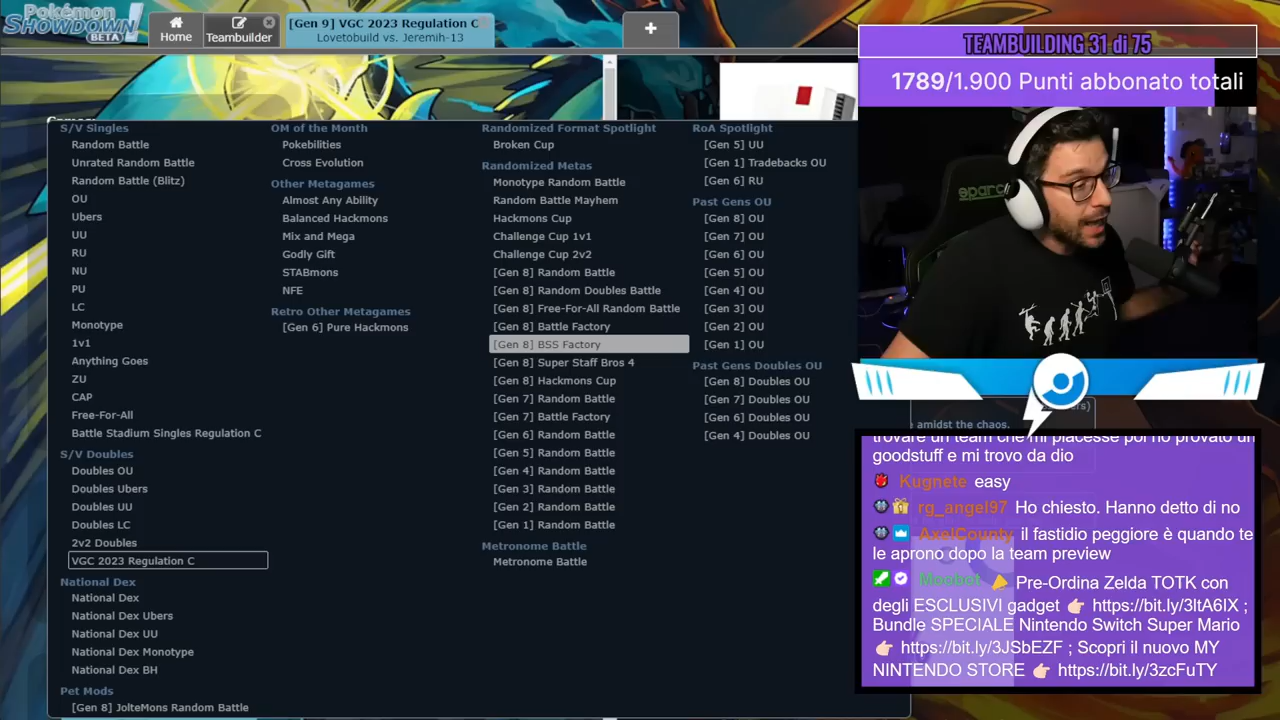 Pokémon
SHOWDOWN!
BETA
Home
Teambuilder
[Gen 9] VGC 2023 Regulation C
Lovetobuild vs. Jeremih-13
S/V Singles
Random Battle
Unrated Random Battle
Random Battle (Blitz)
OU
Ubers
UU
RU
NU
PU
LC
Monotype
1v1
Anything Goes
ZU
CAP
Free-For-All
Battle Stadium Singles Regulation C
S/V Doubles
Doubles OU
Doubles Ubers
Doubles UU
Doubles LC
2v2 Doubles
VGC 2023 Regulation C
National Dex
National Dex
National Dex Ubers
National Dex UU
National Dex Monotype
National Dex BH
Pet Mods
[Gen 8] JolteMons Random Battle
OM of the Month
Pokebilities
Cross Evolution
Other Metagames
Almost Any Ability
Balanced Hackmons
Mix and Mega
Godly Gift
STABmons
NFE
Retro Other Metagames
[Gen 6] Pure Hackmons
Randomized Format Spotlight
Broken Cup
Randomized Metas
Monotype Random Battle
Random Battle Mayhem
Hackmons Cup
Challenge Cup 1v1
Challenge Cup 2v2
[Gen 8] Random Battle
[Gen 8] Random Doubles Battle
[Gen 8] Free-For-All Random Battle
[Gen 8] Battle Factory
[Gen 8] BSS Factory
[Gen 8] Super Staff Bros 4
[Gen 8] Hackmons Cup
[Gen 7] Random Battle
[Gen 7] Battle Factory
[Gen 6] Random Battle
[Gen 5] Random Battle
[Gen 4] Random Battle
[Gen 3] Random Battle
[Gen 2] Random Battle
[Gen 1] Random Battle
Metronome Battle
Metronome Battle
RoA Spotlight
[Gen 5] UU
[Gen 1] Tradebacks OU
[Gen 6] RU
Past Gens OU
[Gen 8] OU
[Gen 7] OU
[Gen 6] OU
[Gen 5] OU
[Gen 4] OU
[Gen 3] OU
[Gen 2] OU
[Gen 1] OU
Past Gens Doubles OU
[Gen 8] Doubles OU
[Gen 7] Doubles OU
[Gen 6] Doubles OU
[Gen 4] Doubles OU
amidst the chaos.
TEAMBUILDING 31 di 75
1789/1.900 Punti abbonato totali
sparco
trovare un team che mi piacesse poi ho provato un
goodstuff e mi trovo da dio
Kugnete easy
rg_angel97 Ho chiesto. Hanno detto di no
AxelCounty il fastidio peggiore è quando te
le aprono dopo la team preview
Moobot Pre-Ordina Zelda TOTK con
degli ESCLUSIVI gadget 👉🏻 https://bit.ly/3ltA6IX ;
Bundle SPECIALE Nintendo Switch Super Mario
👉🏻 https://bit.ly/3JSbEZF ; Scopri il nuovo MY
NINTENDO STORE 👉🏻 https://bit.ly/3zcFuTY